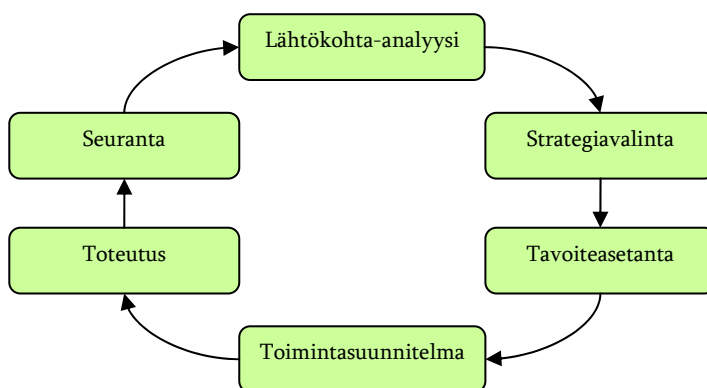 Lähtökohta-analyysi
Seuranta
Strategiavalinta
Toteutus
Tavoiteasetanta
Toimintasuunnitelma